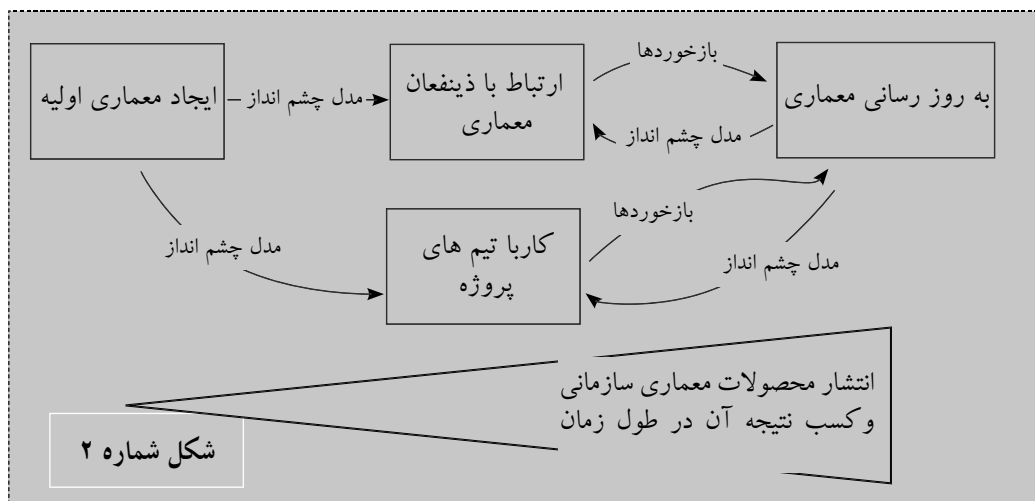 ایجاد معماری اولیه
مدل چشم انداز
ارتباط با ذینفعان
معماری
بازخوردها
مدل چشم انداز
به روز رسانی معماری
مدل چشم انداز
کاربا تیم های
پروژه
بازخوردها
مدل چشم انداز
انتشار محصولات معماری سازمانی
وکسب نتیجه آن در طول زمان
شکل شماره ۲